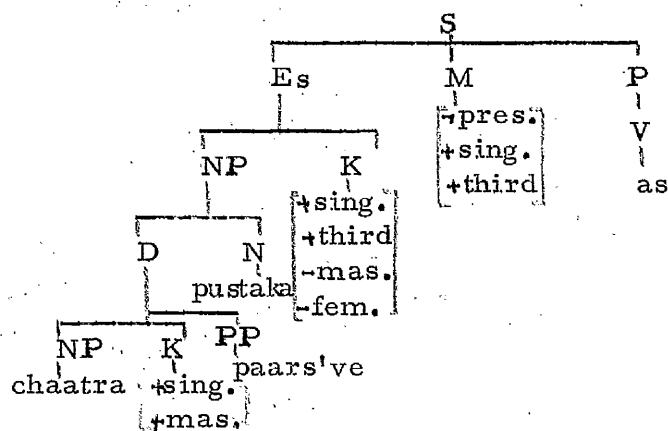 S
Es M P
+pres. V
+sing.
NP K +third as
+sing.
+third
D N -mas.
pustaka -fem.
NP K PP
chaatra +sing. paars've
+mas.